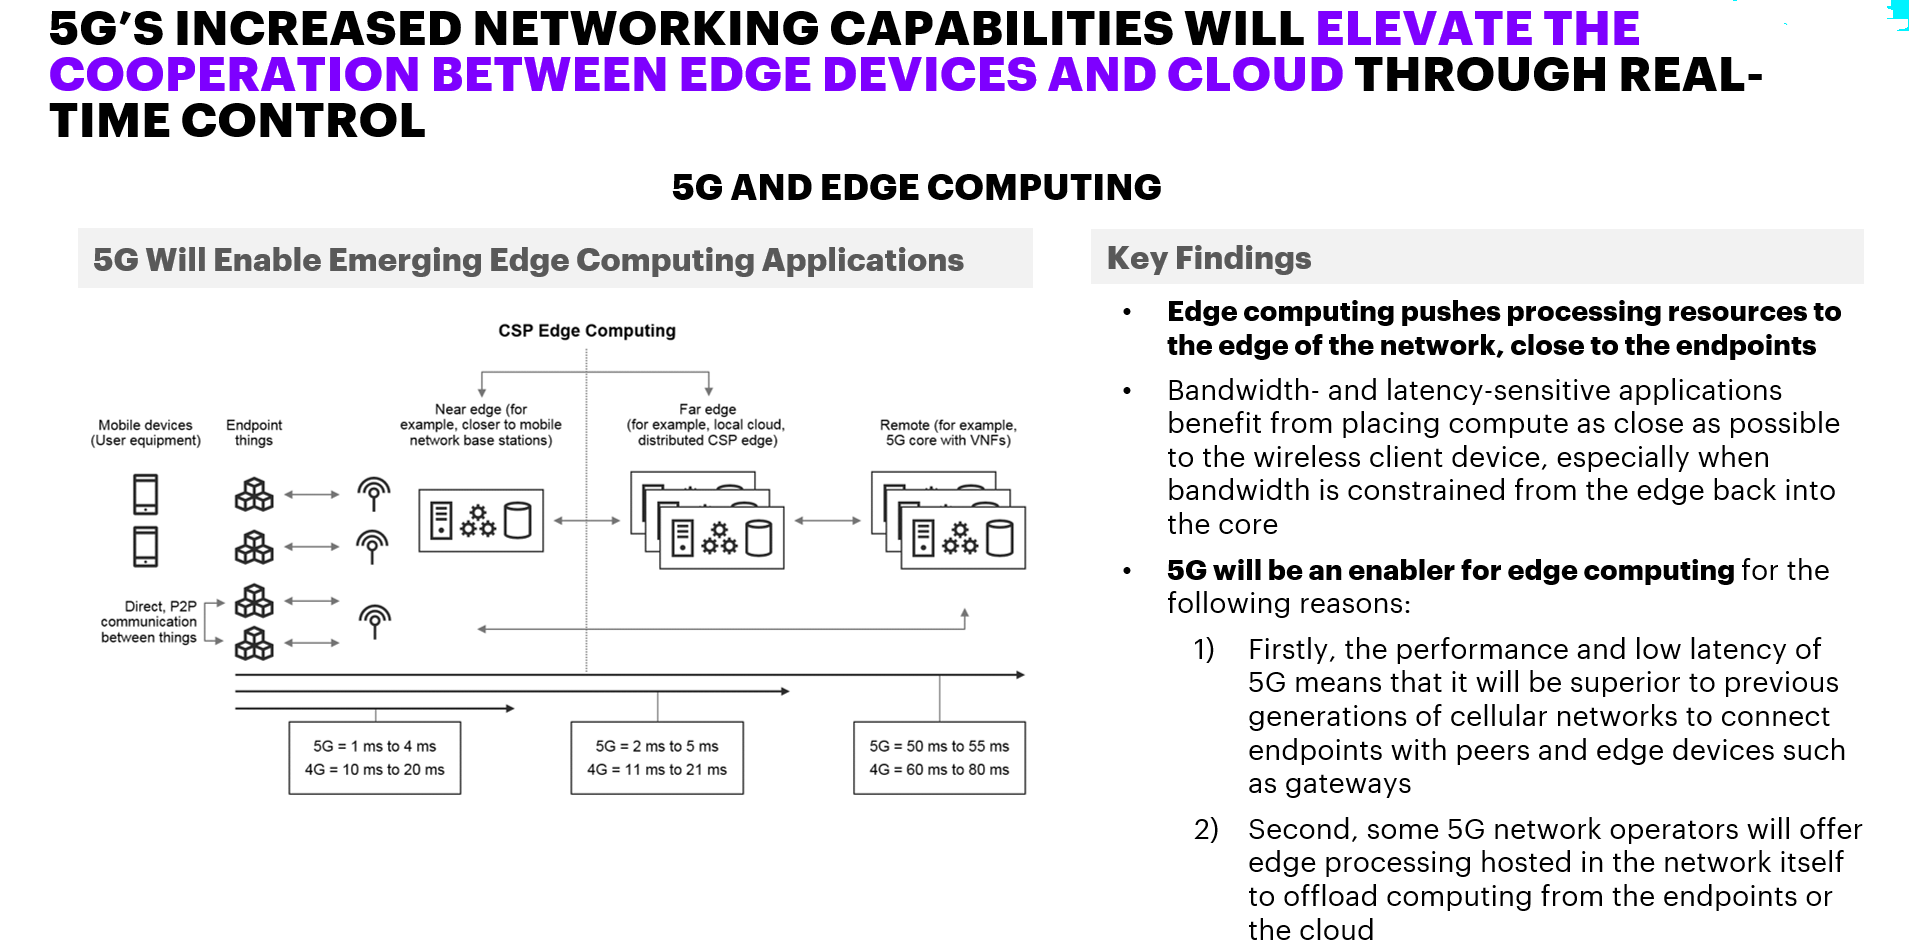 5G’S INCREASED NETWORKING CAPABILITIES WILL ELEVATE THE
COOPERATION BETWEEN EDGE DEVICES AND CLOUD THROUGH REAL-
TIME CONTROL
5G AND EDGE COMPUTING
5G Will Enable Emerging Edge Computing Applications
CSP Edge Computing
Mobile devices
(User equipment)
Endpoint
things
Near edge (for
example, closer to mobile
network base stations)
Far edge
(for example, local cloud,
distributed CSP edge)
Remote (for example,
5G core with VNFs)
Direct, P2P
communication
between things
5G = 1 ms to 4 ms
4G = 10 ms to 20 ms
5G = 2 ms to 5 ms
4G = 11 ms to 21 ms
5G = 50 ms to 55 ms
4G = 60 ms to 80 ms
Key Findings
• Edge computing pushes processing resources to
the edge of the network, close to the endpoints
• Bandwidth- and latency-sensitive applications
benefit from placing compute as close as possible
to the wireless client device, especially when
bandwidth is constrained from the edge back into
the core
• 5G will be an enabler for edge computing for the
following reasons:
1) Firstly, the performance and low latency of
5G means that it will be superior to previous
generations of cellular networks to connect
endpoints with peers and edge devices such
as gateways
2) Second, some 5G network operators will offer
edge processing hosted in the network itself
to offload computing from the endpoints or
the cloud